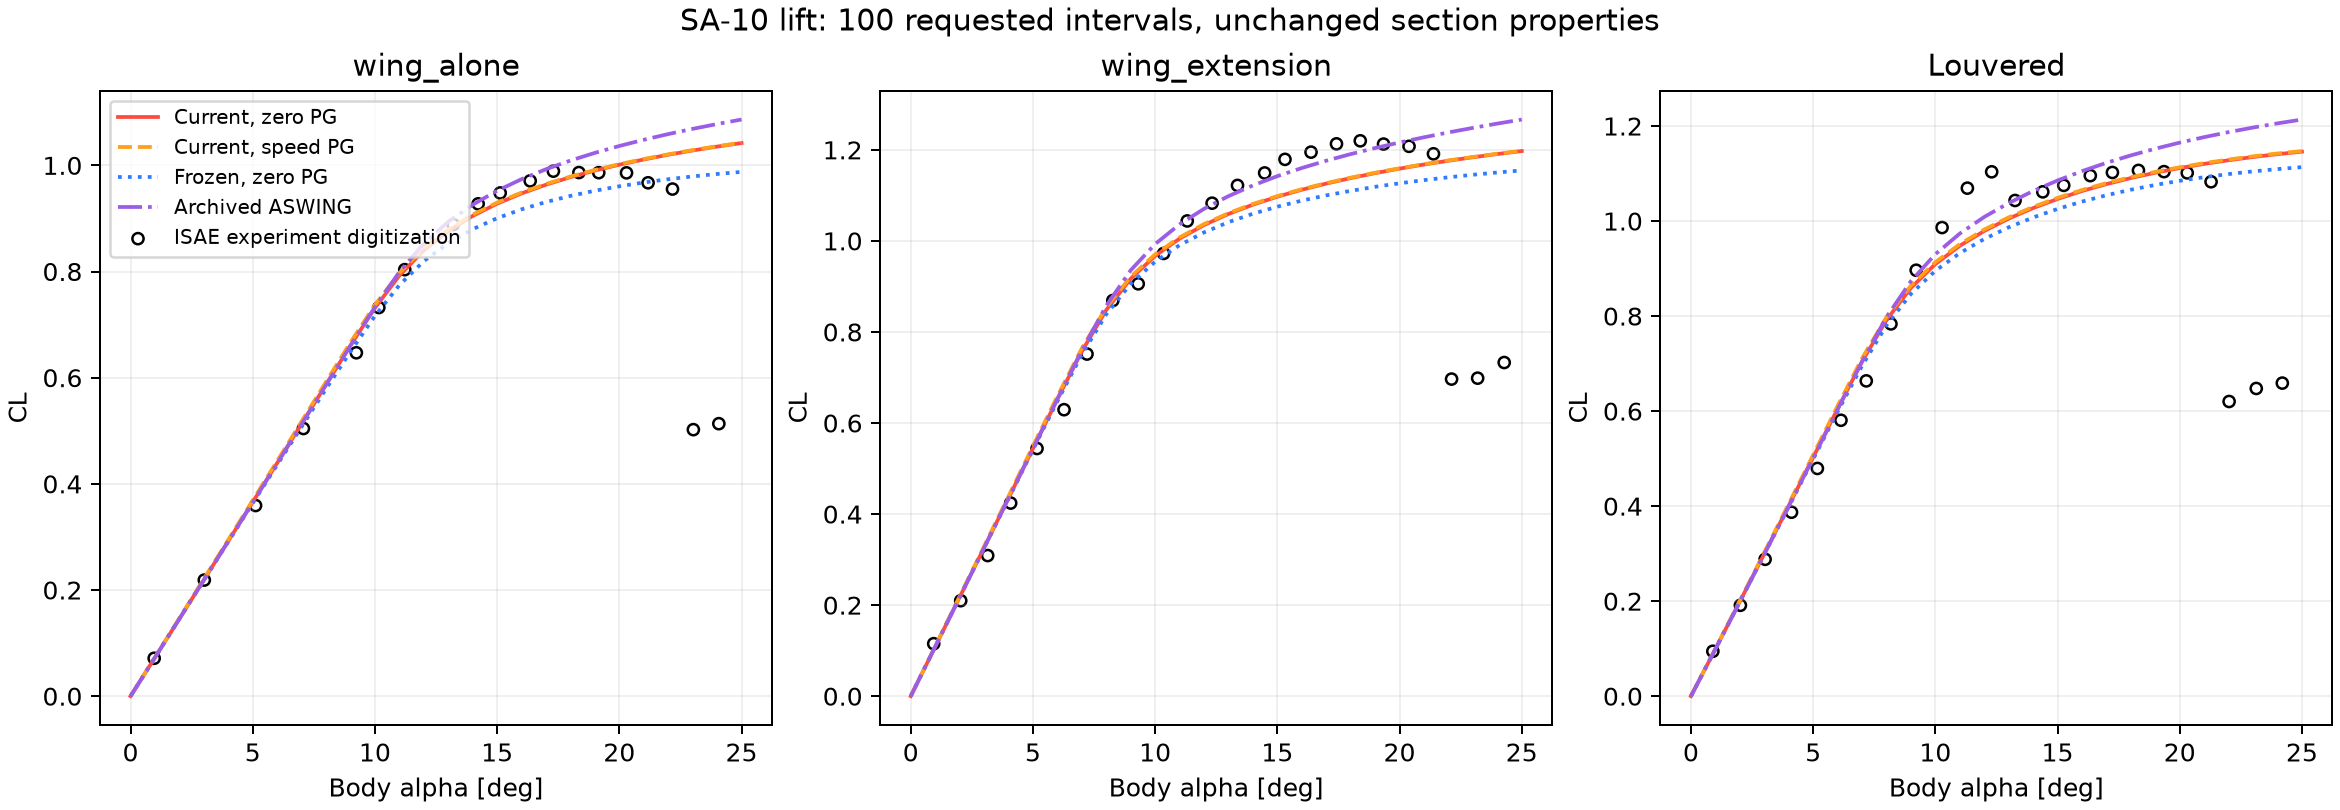 SA-10 lift: 100 requested intervals, unchanged section properties
wing_alone
Current, zero PG
Current, speed PG
Frozen, zero PG
Archived ASWING
ISAE experiment digitization
CL
1.0
0.8
0.6
0.4
0.2
0.0
0 5 10 15 20 25
Body alpha [deg]
wing_extension
CL
1.2
1.0
0.8
0.6
0.4
0.2
0.0
0 5 10 15 20 25
Body alpha [deg]
Louvered
CL
1.2
1.0
0.8
0.6
0.4
0.2
0.0
0 5 10 15 20 25
Body alpha [deg]